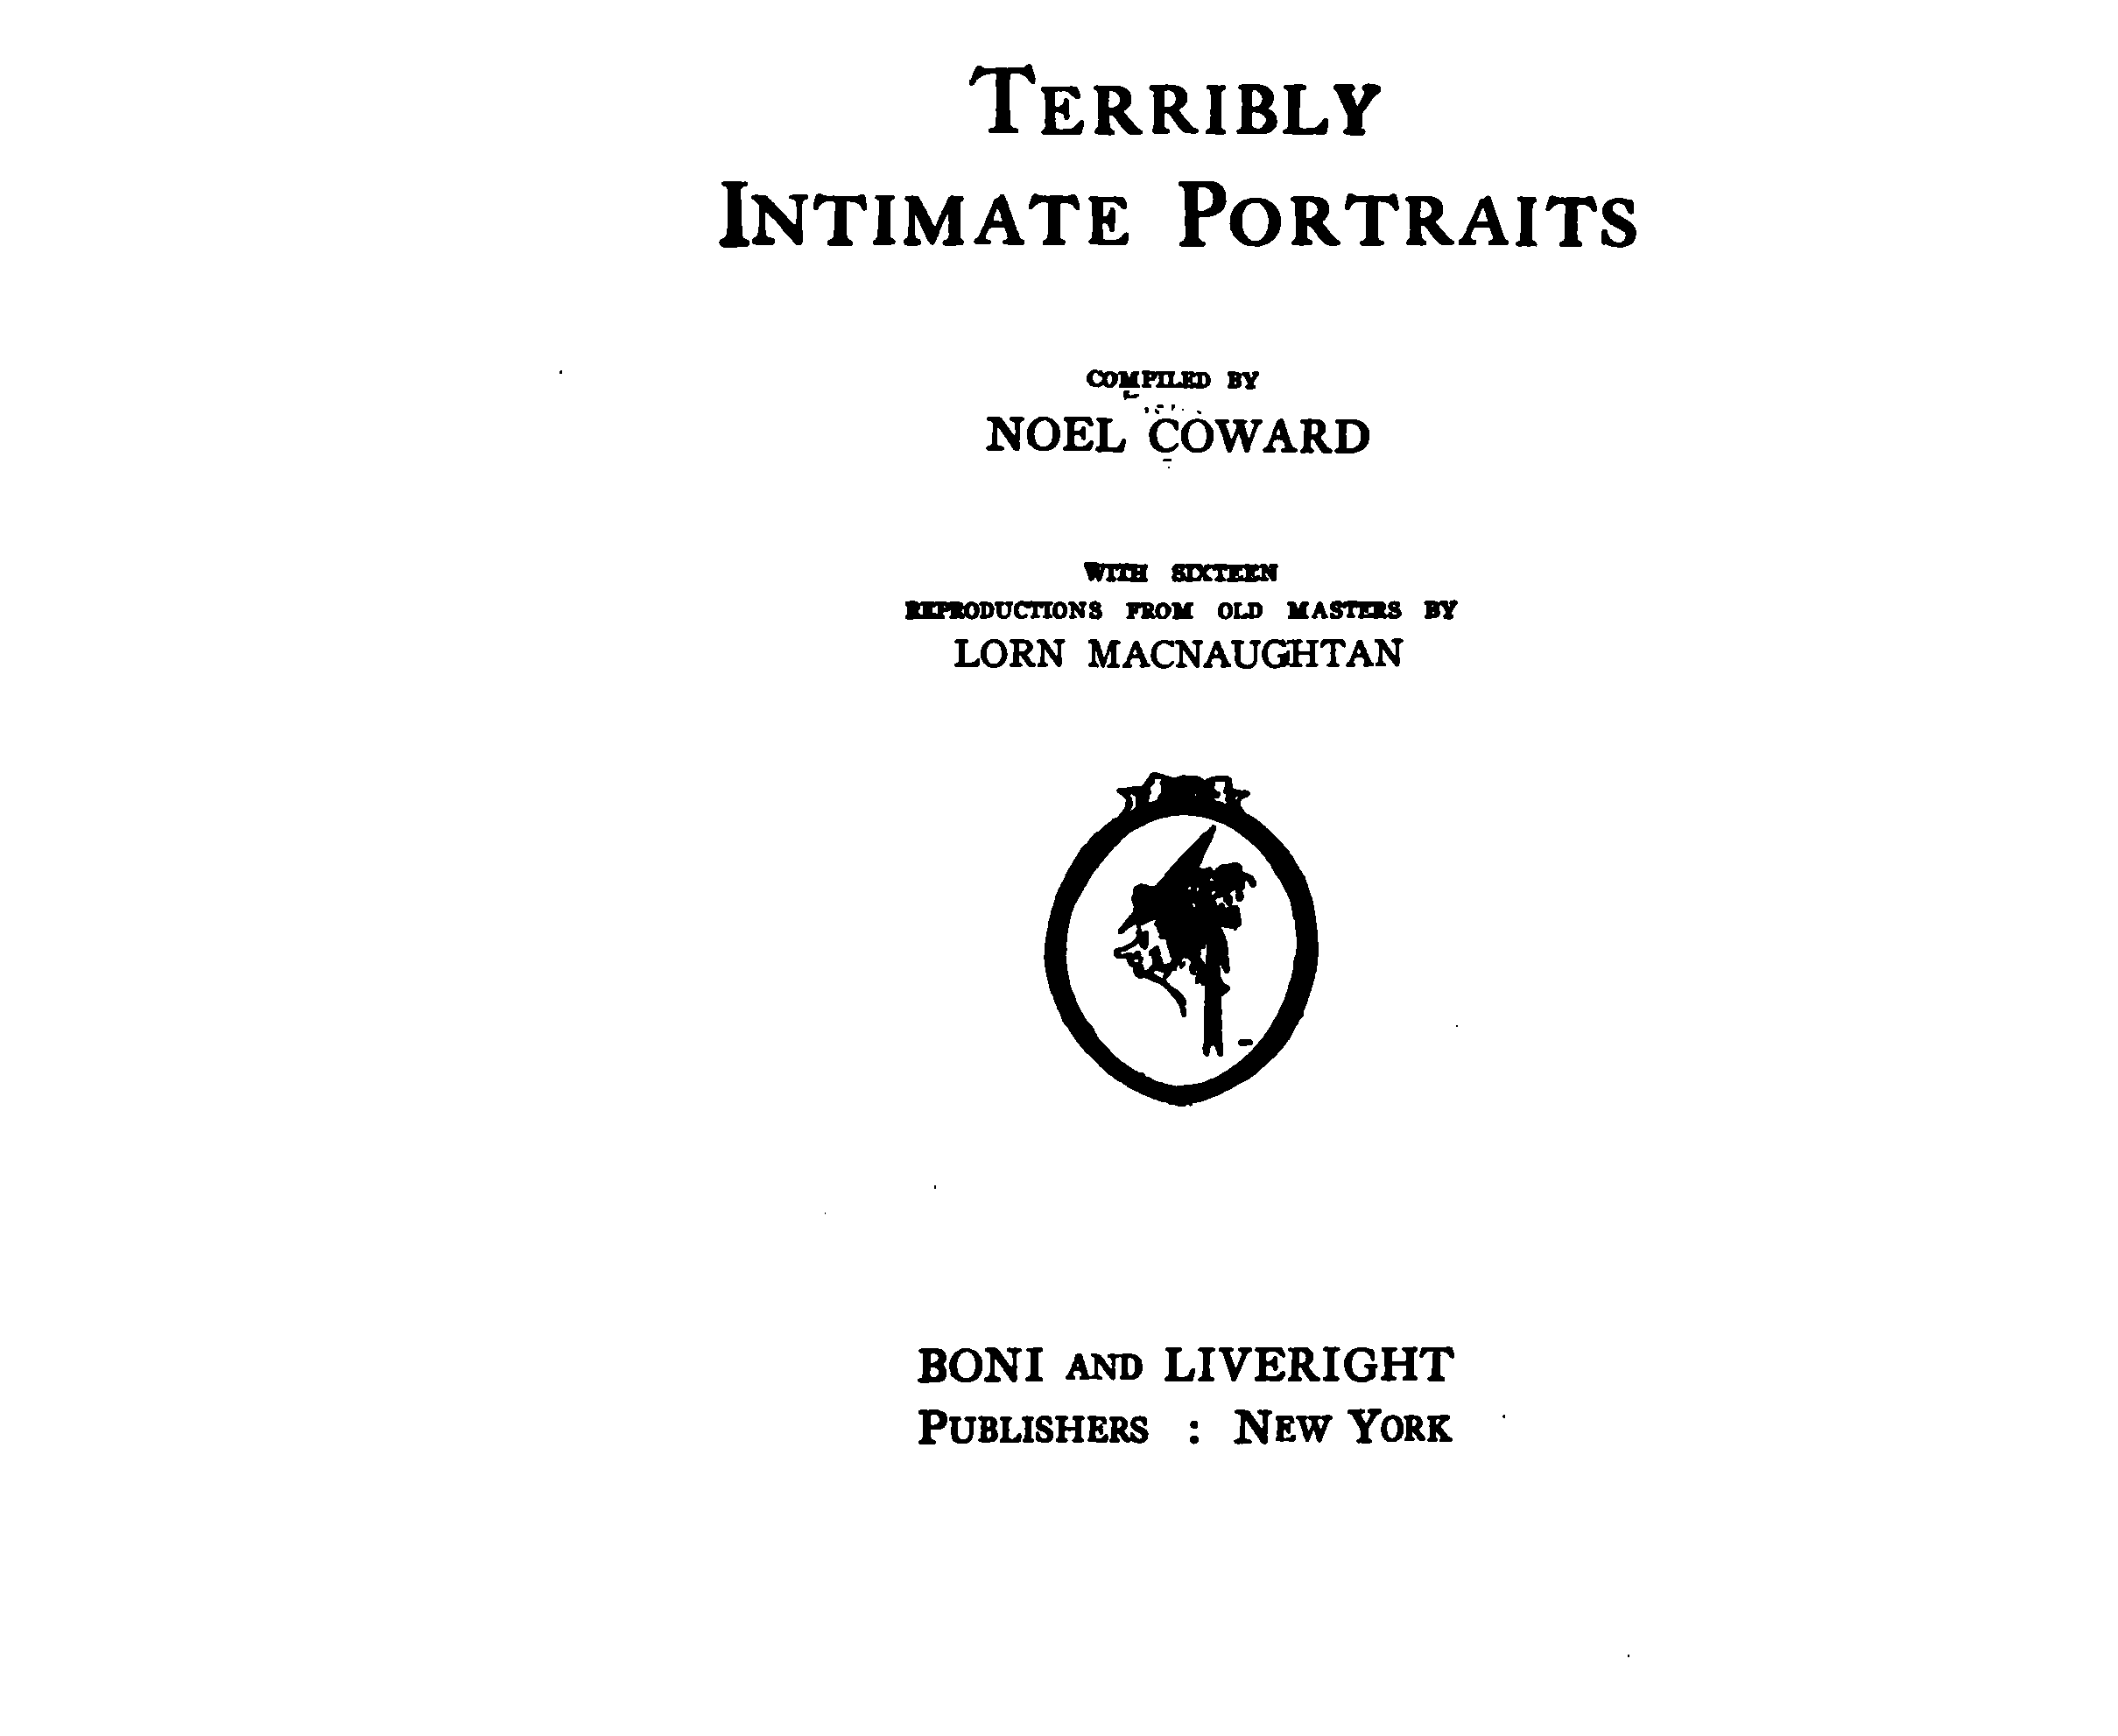 TERRIBLY
INTIMATE PORTRAITS
COMPILED BY
NOEL COWARD
WITH SIXTEEN
REPRODUCTIONS FROM OLD MASTERS BY
LORN MACNAUGHTAN
BONI AND LIVERIGHT
PUBLISHERS : NEW YORK